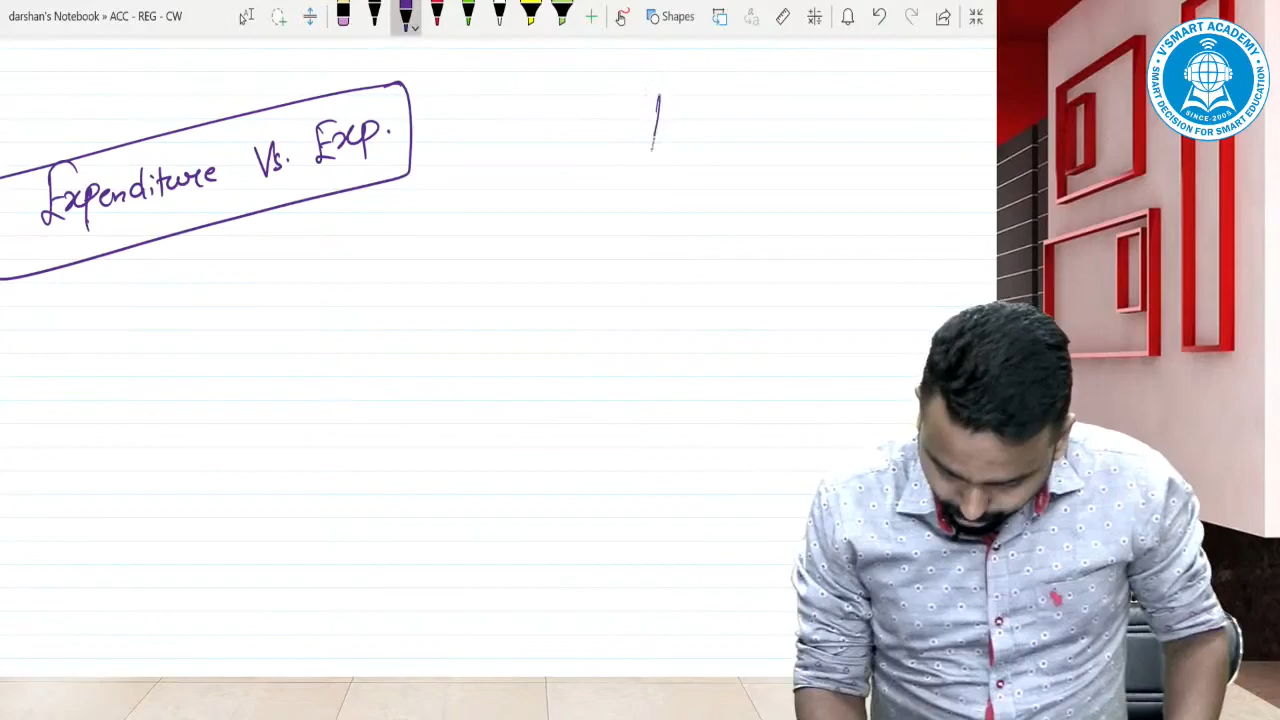 darshan's Notebook » ACC - REG - CW
Shapes
Expenditure Vs. Exp.
V'SMART ACADEMY
SINCE-2005
SMART DECISION FOR SMART EDUCATION